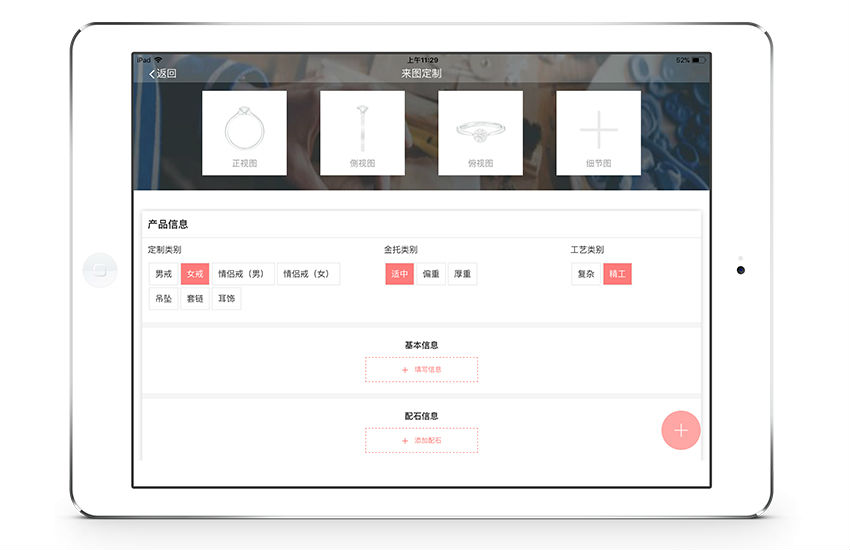 iPad 上午11:29 52%
返回 来图定制
正视图 侧视图 俯视图 细节图
产品信息
定制类别 金托类别 工艺类别
男戒 女戒 情侣戒（男） 情侣戒（女） 适中 偏重 厚重 复杂 精工
吊坠 套链 耳饰
基本信息
+ 填写信息
配石信息
+ 添加配石